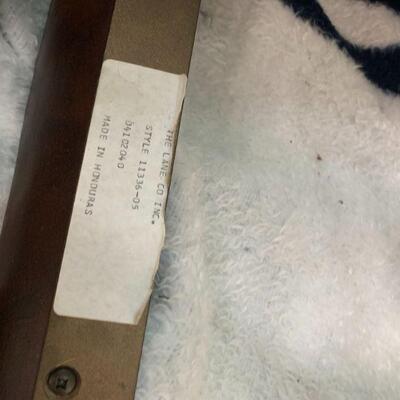 THE LANE CO INC.
STYLE 11336-05
04102040
MADE IN HONDURAS